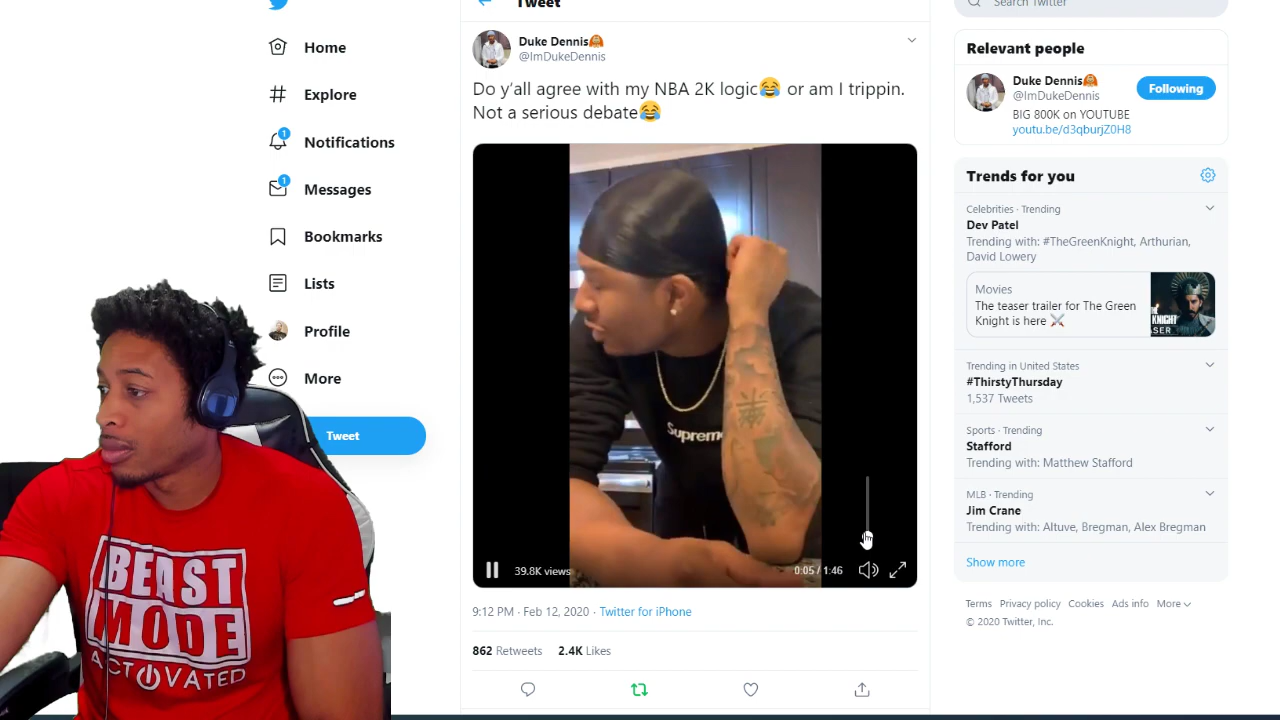 Tweet
Search Twitter
Home
Explore
1
Notifications
1
Messages
Bookmarks
Lists
Profile
More
Tweet
Duke Dennis
@ImDukeDennis
Do y'all agree with my NBA 2K logic😂 or am I trippin.
Not a serious debate😂
Supreme
39.8K views
0:05 / 1:46
9:12 PM · Feb 12, 2020 · Twitter for iPhone
862 Retweets 2.4K Likes
Relevant people
Duke Dennis
@ImDukeDennis
Following
BIG 800K on YOUTUBE
youtu.be/d3qburjZ0H8
Trends for you
Celebrities · Trending
Dev Patel
Trending with: #TheGreenKnight, Arthurian,
David Lowery
Movies
The teaser trailer for The Green
Knight is here ⚔️
Trending in United States
#ThirstyThursday
1,537 Tweets
Sports · Trending
Stafford
Trending with: Matthew Stafford
MLB · Trending
Jim Crane
Trending with: Altuve, Bregman, Alex Bregman
Show more
Terms Privacy policy Cookies Ads info More
© 2020 Twitter, Inc.
BEAST
MODE
ACTIVATED